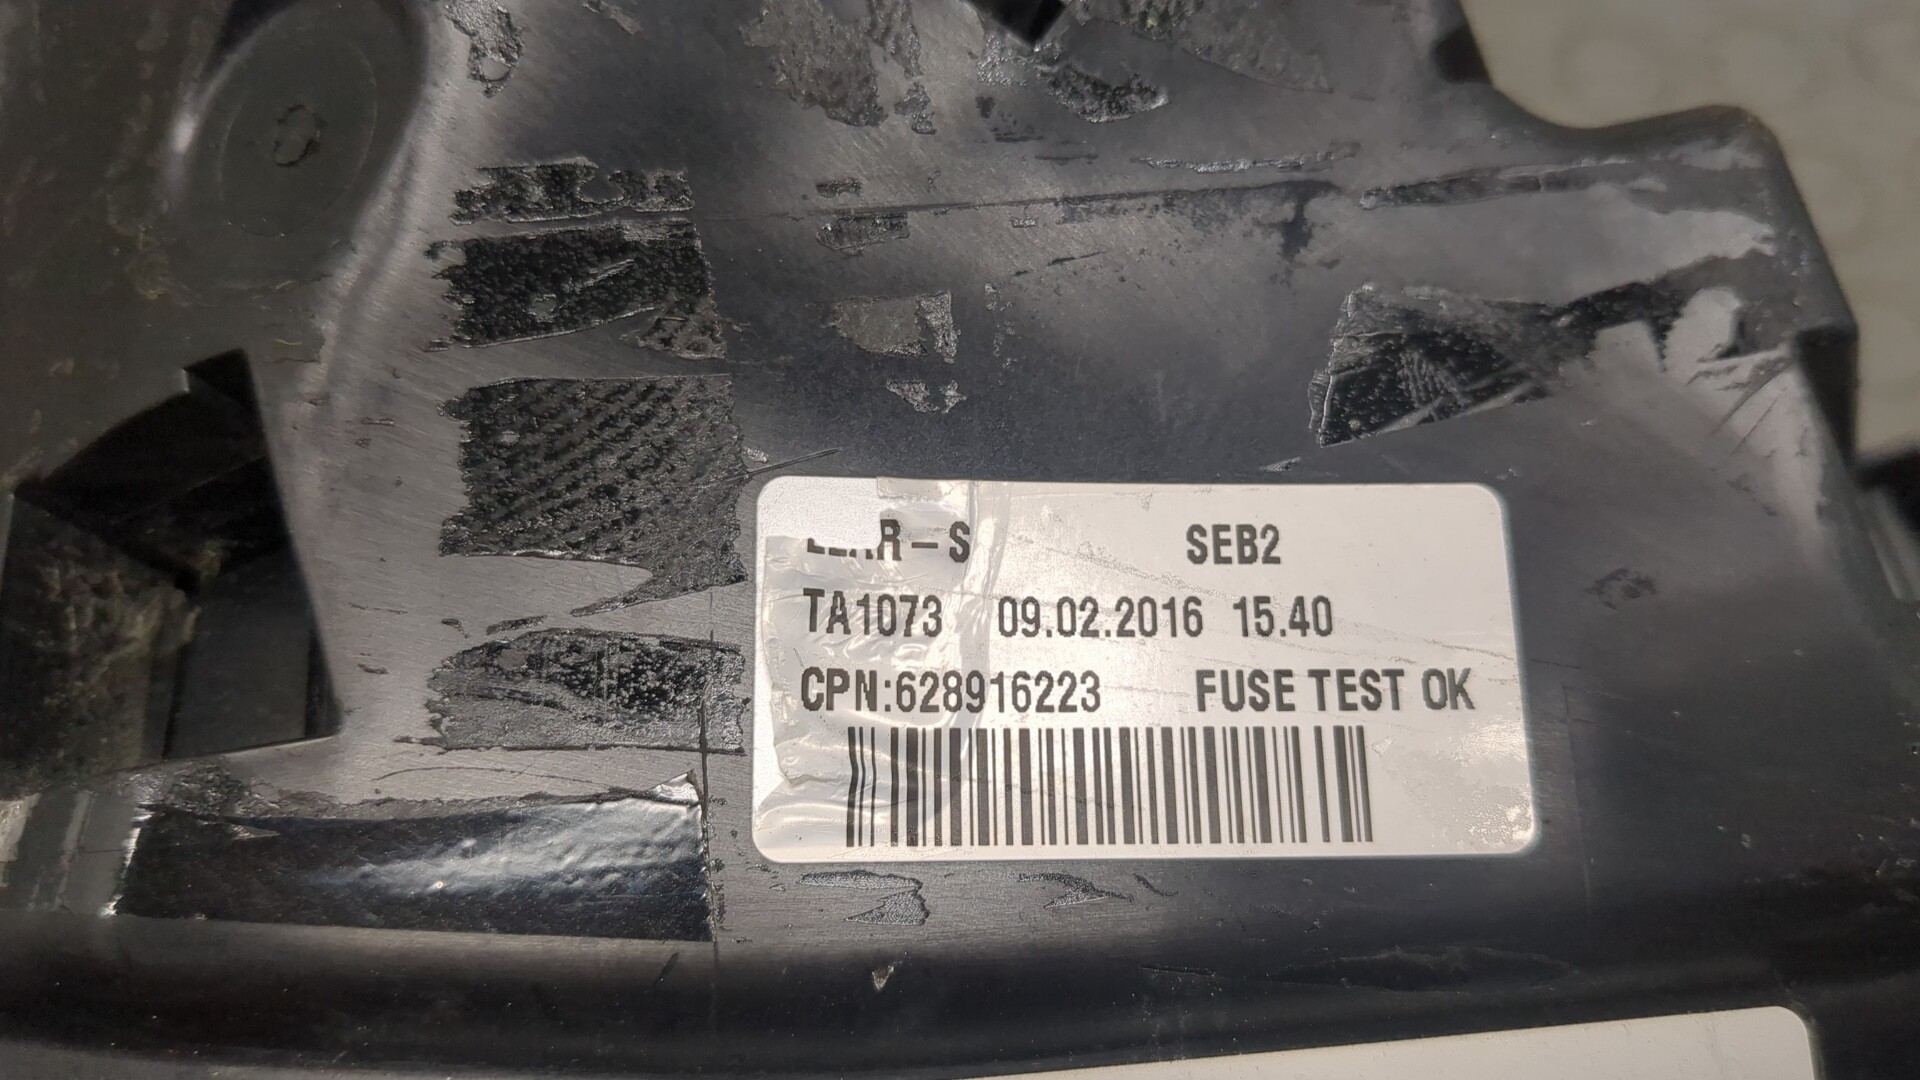 R-S SEB2
TA1073 09.02.2016 15.40
CPN:628916223 FUSE TEST OK